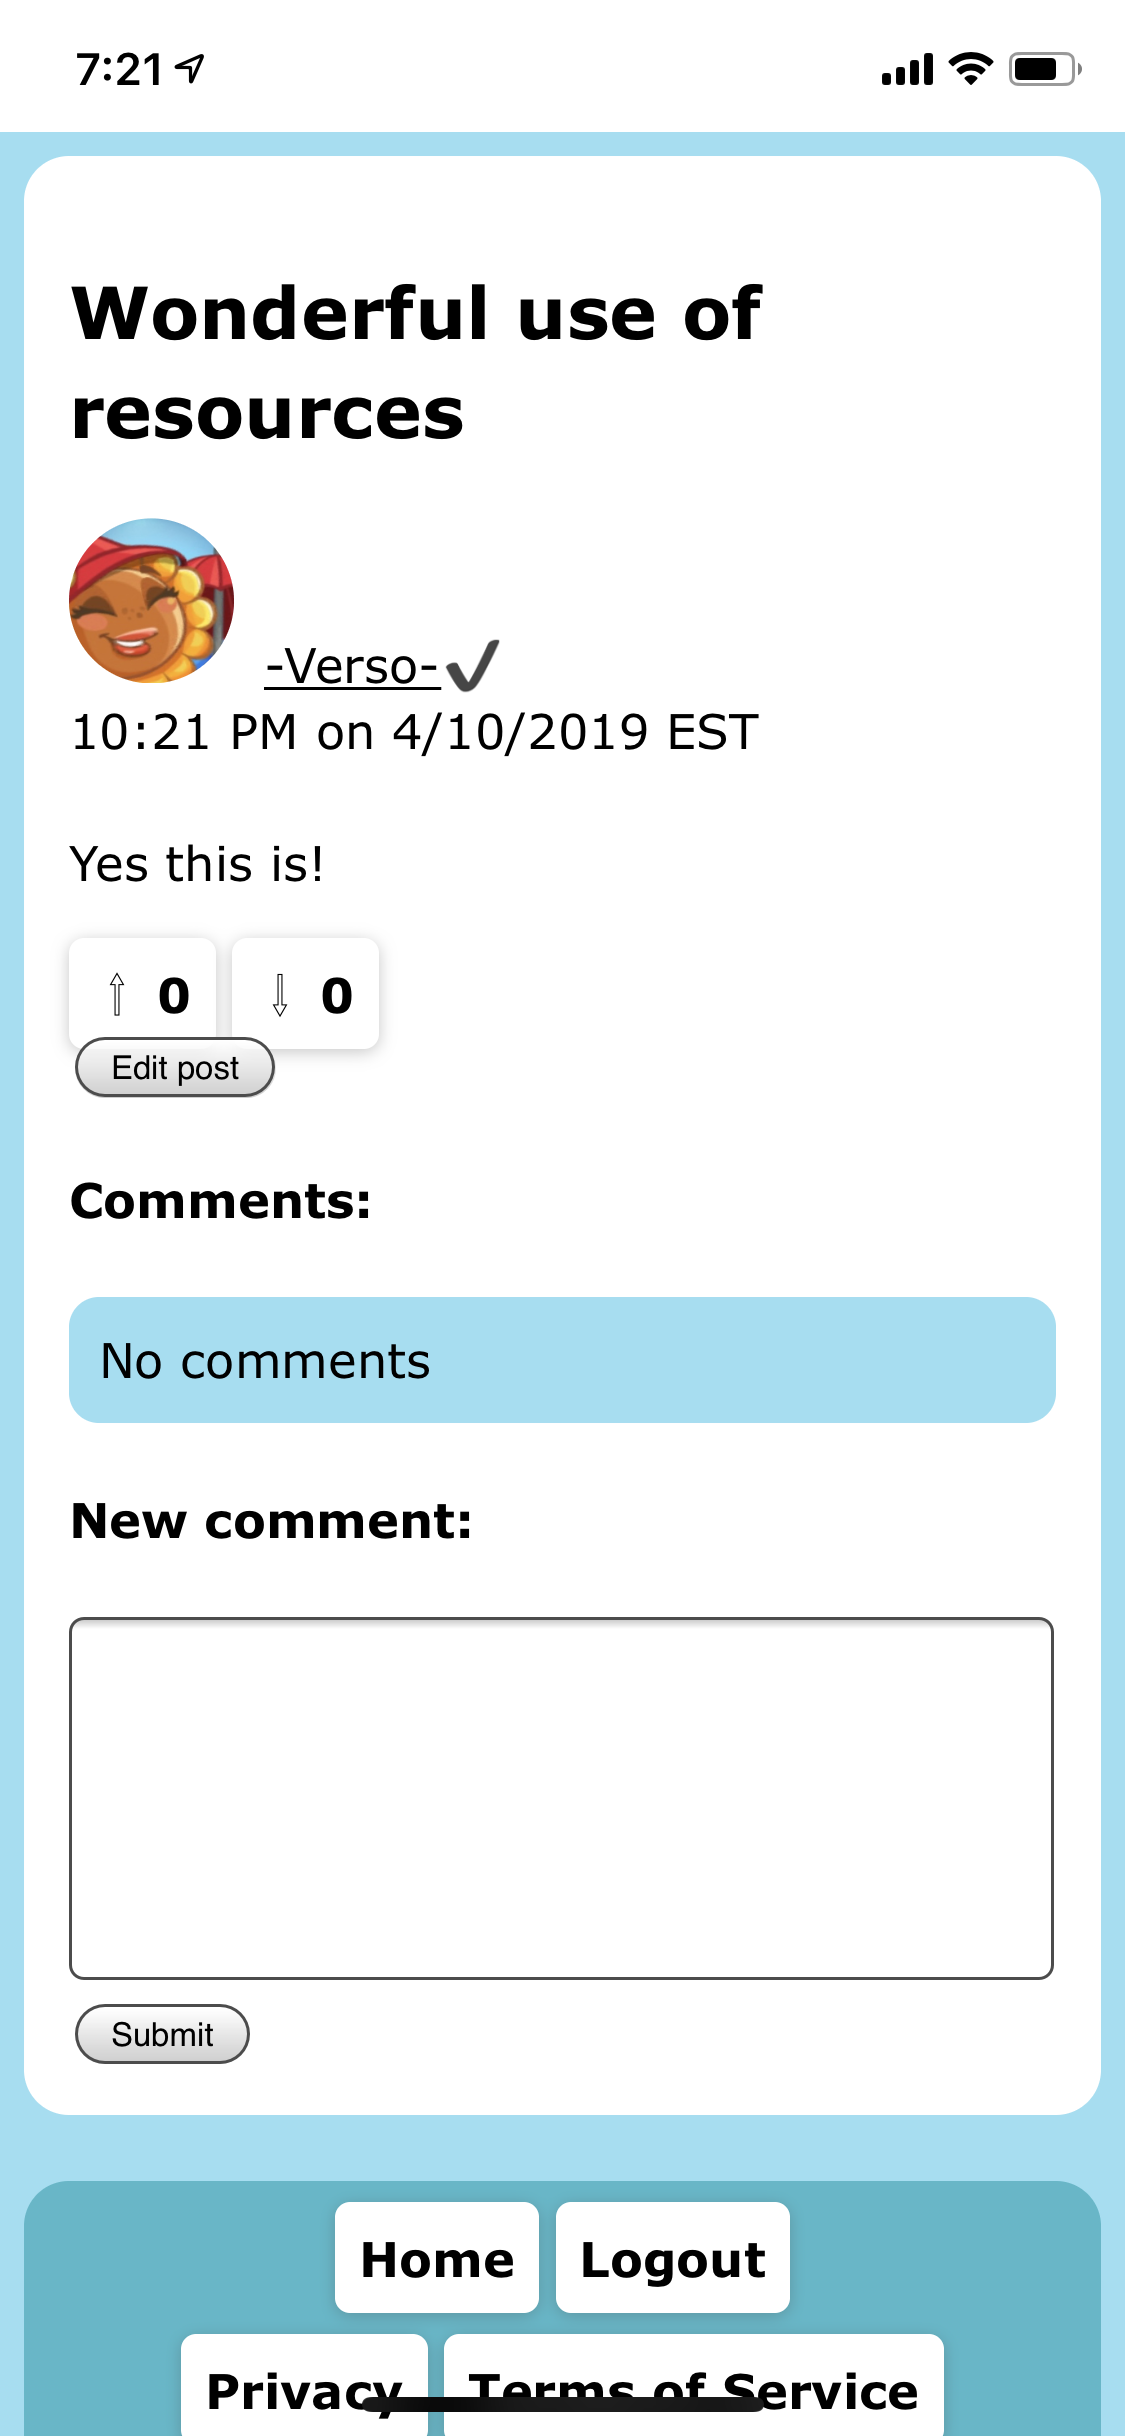 7:21
Wonderful use of
resources
-Verso-✔
10:21 PM on 4/10/2019 EST
Yes this is!
⇑ 0 ⇓ 0
Edit post
Comments:
No comments
New comment:
Submit
Home Logout
Privacy Terms of Service